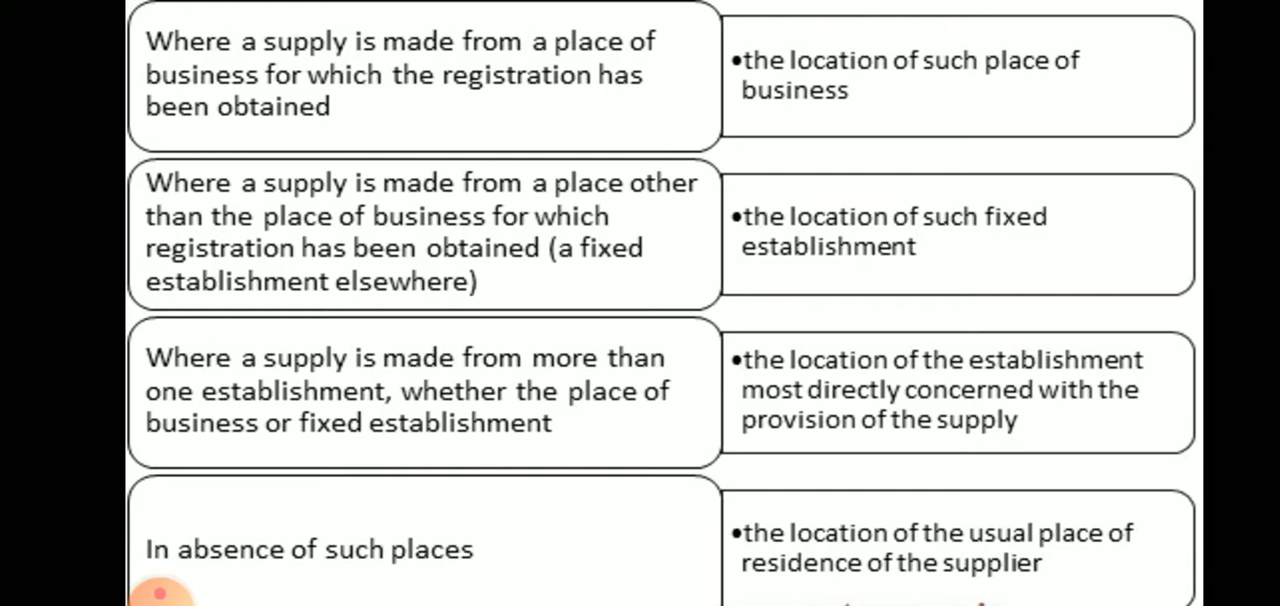 Where a supply is made from a place of
business for which the registration has
been obtained
•the location of such place of
business
Where a supply is made from a place other
than the place of business for which
registration has been obtained (a fixed
establishment elsewhere)
•the location of such fixed
establishment
Where a supply is made from more than
one establishment, whether the place of
business or fixed establishment
•the location of the establishment
most directly concerned with the
provision of the supply
In absence of such places
•the location of the usual place of
residence of the supplier